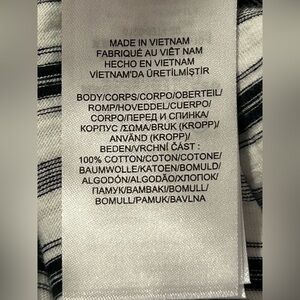 MADE IN VIETNAM
FABRIQUÉ AU VIÊT NAM
HECHO EN VIETNAM
VİETNAM'DA ÜRETİLMİŞTİR
BODY/CORPS/CORPO/OBERTEIL/
ROMP/HOVEDDEL/CUERPO/
CORPO/ПЕРЕД И СПИНКА/
КОРПУС /ΣΩΜΑ/BRUK (KROPP)/
ANVÄND (KROPP)/
BEDEN/VRCHNÍ ČÁST :
100% COTTON/COTON/COTONE/
BAUMWOLLE/KATOEN/BOMULD/
ALGODÓN/ALGODÃO/ХЛОПОК/
ПАМУК/ΒΑΜΒΑΚΙ/BOMULL/
BOMULL/PAMUK/BAVLNA